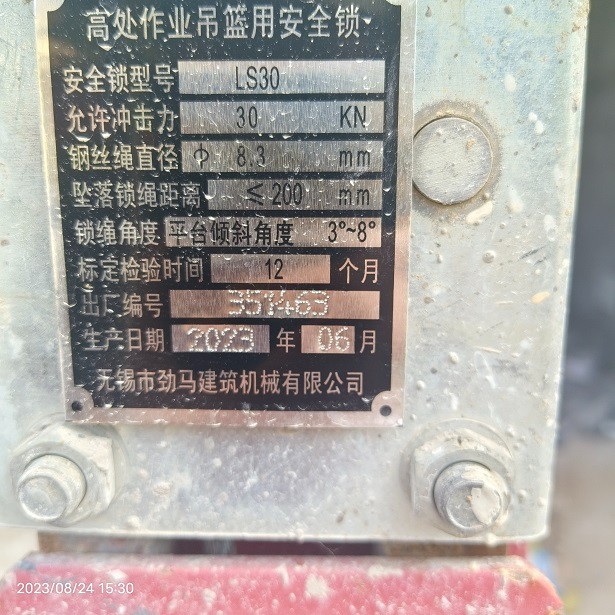 高处作业吊篮用安全锁
安全锁型号 LS30
允许冲击力 30 KN
钢丝绳直径 Φ 8.3 mm
坠落锁绳距离 ≤200 mm
锁绳角度 平台倾斜角度 3°~8°
标定检验时间 12 个月
出厂编号 351463
生产日期 2023 年 06 月
无锡市劲马建筑机械有限公司
2023/08/24 15:30